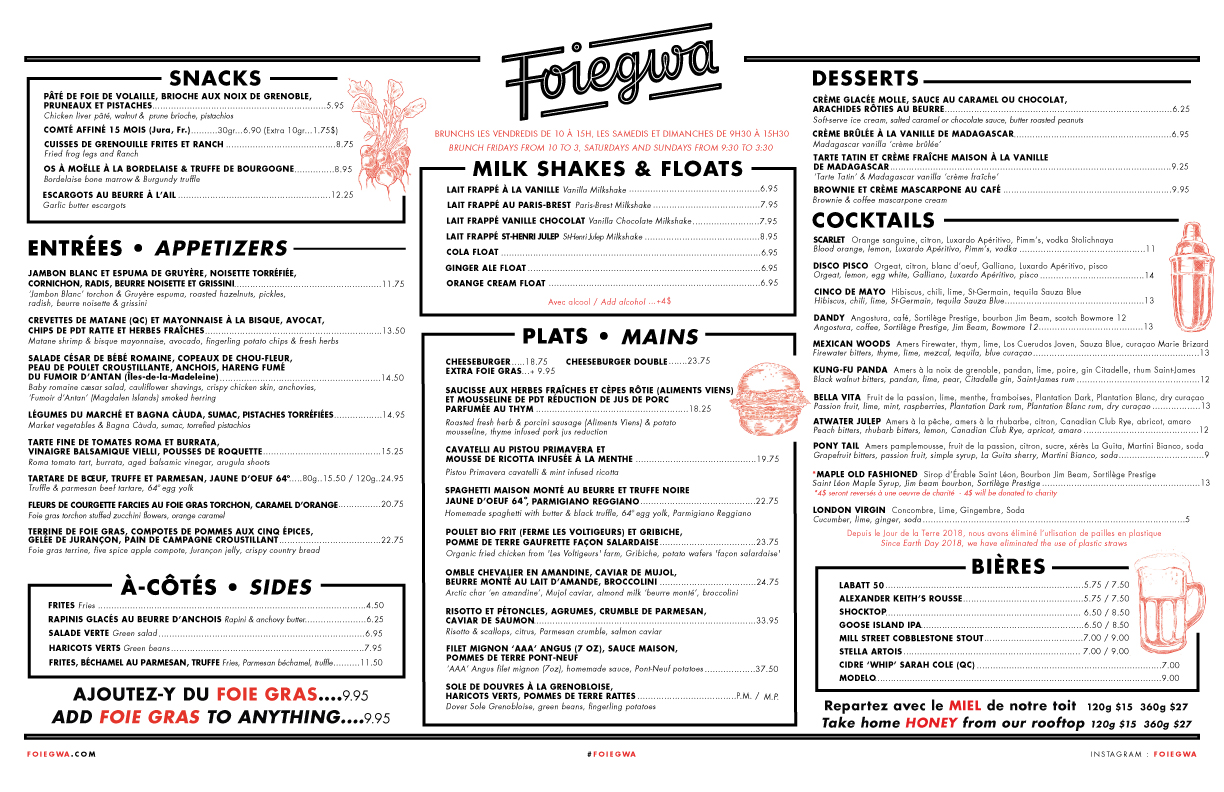 Foiegwa
SNACKS
PÂTÉ DE FOIE DE VOLAILLE, BRIOCHE AUX NOIX DE GRENOBLE,
PRUNEAUX ET PISTACHES...5.95
Chicken liver pâté, walnut & prune brioche, pistachios
COMTÉ AFFINÉ 15 MOIS (Jura, Fr.)...30gr...6.90 (Extra 10gr...1.75$)
CUISSES DE GRENOUILLE FRITES ET RANCH...8.75
Fried frog legs and Ranch
OS À MOËLLE À LA BORDELAISE & TRUFFE DE BOURGOGNE...8.95
Bordelaise bone marrow & Burgundy truffle
ESCARGOTS AU BEURRE À L'AIL...12.25
Garlic butter escargots
ENTRÉES • APPETIZERS
JAMBON BLANC ET ESPUMA DE GRUYÈRE, NOISETTE TORRÉFIÉE,
CORNICHON, RADIS, BEURRE NOISETTE ET GRISSINI...11.75
'Jambon Blanc' torchon & Gruyère espuma, roasted hazelnuts, pickles,
radish, beurre noisette & grissini
CREVETTES DE MATANE (QC) ET MAYONNAISE À LA BISQUE, AVOCAT,
CHIPS DE PDT RATTE ET HERBES FRAÎCHES...13.50
Matane shrimp & bisque mayonnaise, avocado, fingerling potato chips & fresh herbs
SALADE CÉSAR DE BÉBÉ ROMAINE, COPEAUX DE CHOU-FLEUR,
PEAU DE POULET CROUSTILLANTE, ANCHOIS, HARENG FUMÉ
DU FUMOIR D'ANTAN (Îles-de-la-Madeleine)...14.50
Baby romaine cæsar salad, cauliflower shavings, crispy chicken skin, anchovies,
'Fumoir d'Antan' (Magdalen Islands) smoked herring
LÉGUMES DU MARCHÉ ET BAGNA CÀUDA, SUMAC, PISTACHES TORRÉFIÉES...14.95
Market vegetables & Bagna Càuda, sumac, torrefied pistachios
TARTE FINE DE TOMATES ROMA ET BURRATA,
VINAIGRE BALSAMIQUE VIELLI, POUSSES DE ROQUETTE...15.25
Roma tomato tart, burrata, aged balsamic vinegar, arugula shoots
TARTARE DE BŒUF, TRUFFE ET PARMESAN, JAUNE D'OEUF 64º...80g..15.50 / 120g..24.95
Truffle & parmesan beef tartare, 64º egg yolk
FLEURS DE COURGETTE FARCIES AU FOIE GRAS TORCHON, CARAMEL D'ORANGE...20.75
Foie gras torchon stuffed zucchini flowers, orange caramel
TERRINE DE FOIE GRAS, COMPOTES DE POMMES AUX CINQ ÉPICES,
GELÉE DE JURANÇON, PAIN DE CAMPAGNE CROUSTILLANT...22.75
Foie gras terrine, five spice apple compote, Jurançon jelly, crispy country bread
À-CÔTÉS • SIDES
FRITES Fries...4.50
RAPINIS GLACÉS AU BEURRE D'ANCHOIS Rapini & anchovy butter...6.25
SALADE VERTE Green salad...6.95
HARICOTS VERTS Green beans...7.95
FRITES, BÉCHAMEL AU PARMESAN, TRUFFE Fries, Parmesan béchamel, truffle...11.50
AJOUTEZ-Y DU FOIE GRAS....9.95
ADD FOIE GRAS TO ANYTHING....9.95
BRUNCHS LES VENDREDIS DE 10 À 15H, LES SAMEDIS ET DIMANCHES DE 9H30 À 15H30
BRUNCH FRIDAYS FROM 10 TO 3, SATURDAYS AND SUNDAYS FROM 9:30 TO 3:30
MILK SHAKES & FLOATS
LAIT FRAPPÉ À LA VANILLE Vanilla Milkshake...6.95
LAIT FRAPPÉ AU PARIS-BREST Paris-Brest Milkshake...7.95
LAIT FRAPPÉ VANILLE CHOCOLAT Vanilla Chocolate Milkshake...7.95
LAIT FRAPPÉ ST-HENRI JULEP St-Henri Julep Milkshake...8.95
COLA FLOAT...6.95
GINGER ALE FLOAT...6.95
ORANGE CREAM FLOAT...6.95
Avec alcool / Add alcohol ...+4$
PLATS • MAINS
CHEESEBURGER.....18.75 CHEESEBURGER DOUBLE.......23.75
EXTRA FOIE GRAS...+ 9.95
SAUCISSE AUX HERBES FRAÎCHES ET CÈPES RÔTIE (ALIMENTS VIENS)
ET MOUSSELINE DE PDT RÉDUCTION DE JUS DE PORC
PARFUMÉE AU THYM...18.25
Roasted fresh herb & porcini sausage (Aliments Viens) & potato
mousseline, thyme infused pork jus reduction
CAVATELLI AU PISTOU PRIMAVERA ET
MOUSSE DE RICOTTA INFUSÉE À LA MENTHE...19.75
Pistou Primavera cavatelli & mint infused ricotta
SPAGHETTI MAISON MONTÉ AU BEURRE ET TRUFFE NOIRE
JAUNE D'OEUF 64º, PARMIGIANO REGGIANO...22.75
Homemade spaghetti with butter & black truffle, 64º egg yolk, Parmigiano Reggiano
POULET BIO FRIT (FERME LES VOLTIGEURS) ET GRIBICHE,
POMME DE TERRE GAUFRETTE FAÇON SALARDAISE...23.75
Organic fried chicken from 'Les Voltigeurs' farm, Gribiche, potato wafers 'façon salardaise'
OMBLE CHEVALIER EN AMANDINE, CAVIAR DE MUJOL,
BEURRE MONTÉ AU LAIT D'AMANDE, BROCCOLINI...24.75
Arctic char 'en amandine', Mujol caviar, almond milk 'beurre monté', broccolini
RISOTTO ET PÉTONCLES, AGRUMES, CRUMBLE DE PARMESAN,
CAVIAR DE SAUMON...33.95
Risotto & scallops, citrus, Parmesan crumble, salmon caviar
FILET MIGNON 'AAA' ANGUS (7 OZ), SAUCE MAISON,
POMMES DE TERRE PONT-NEUF
'AAA' Angus filet mignon (7oz), homemade sauce, Pont-Neuf potatoes...37.50
SOLE DE DOUVRES À LA GRENOBLOISE,
HARICOTS VERTS, POMMES DE TERRE RATTES...P.M. / M.P.
Dover Sole Grenobloise, green beans, fingerling potatoes
DESSERTS
CRÈME GLACÉE MOLLE, SAUCE AU CARAMEL OU CHOCOLAT,
ARACHIDES RÔTIES AU BEURRE...6.25
Soft-serve ice cream, salted caramel or chocolate sauce, butter roasted peanuts
CRÈME BRÛLÉE À LA VANILLE DE MADAGASCAR...6.95
Madagascar vanilla 'crème brûlée'
TARTE TATIN ET CRÈME FRAÎCHE MAISON À LA VANILLE
DE MADAGASCAR...9.25
'Tarte Tatin' & Madagascar vanilla 'crème fraîche'
BROWNIE ET CRÈME MASCARPONE AU CAFÉ...9.95
Brownie & coffee mascarpone cream
COCKTAILS
SCARLET Orange sanguine, citron, Luxardo Apéritivo, Pimm's, vodka Stolichnaya
Blood orange, lemon, Luxardo Apéritivo, Pimm's, vodka...11
DISCO PISCO Orgeat, citron, blanc d'oeuf, Galliano, Luxardo Apéritivo, pisco
Orgeat, lemon, egg white, Galliano, Luxardo Apéritivo, pisco...14
CINCO DE MAYO Hibiscus, chili, lime, St-Germain, tequila Sauza Blue
Hibiscus, chili, lime, St-Germain, tequila Sauza Blue...13
DANDY Angostura, café, Sortilège Prestige, bourbon Jim Beam, scotch Bowmore 12
Angostura, coffee, Sortilège Prestige, Jim Beam, Bowmore 12...13
MEXICAN WOODS Amers Firewater, thym, lime, Los Cuerudos Joven, Sauza Blue, curaçao Marie Brizard
Firewater bitters, thyme, lime, mezcal, tequila, blue curaçao...13
KUNG-FU PANDA Amers à la noix de grenoble, pandan, lime, poire, gin Citadelle, rhum Saint-James
Black walnut bitters, pandan, lime, pear, Citadelle gin, Saint-James rum...12
BELLA VITA Fruit de la passion, lime, menthe, framboises, Plantation Dark, Plantation Blanc, dry curaçao
Passion fruit, lime, mint, raspberries, Plantation Dark rum, Plantation Blanc rum, dry curaçao...13
ATWATER JULEP Amers à la pêche, amers à la rhubarbe, citron, Canadian Club Rye, abricot, amaro
Peach bitters, rhubarb bitters, lemon, Canadian Club Rye, apricot, amaro...12
PONY TAIL Amers pamplemousse, fruit de la passion, citron, sucre, xérès La Guita, Martini Bianco, soda
Grapefruit bitters, passion fruit, simple syrup, La Guita sherry, Martini Bianco, soda...9
*MAPLE OLD FASHIONED Sirop d'Érable Saint Léon, Bourbon Jim Beam, Sortilège Prestige
Saint Léon Maple Syrup, Jim beam bourbon, Sortilège Prestige...13
*4$ seront reversés à une oeuvre de charité - 4$ will be donated to charity
LONDON VIRGIN Concombre, Lime, Gingembre, Soda
Cucumber, lime, ginger, soda...5
Depuis le Jour de la Terre 2018, nous avons éliminé l'utlisation de pailles en plastique
Since Earth Day 2018, we have eliminated the use of plastic straws
BIÈRES
LABATT 50...5.75 / 7.50
ALEXANDER KEITH'S ROUSSE...5.75 / 7.50
SHOCKTOP...6.50 / 8.50
GOOSE ISLAND IPA...6.50 / 8.50
MILL STREET COBBLESTONE STOUT...7.00 / 9.00
STELLA ARTOIS...7.00 / 9.00
CIDRE 'WHIP' SARAH COLE (QC)...7.00
MODELO...9.00
Repartez avec le MIEL de notre toit 120g $15 360g $27
Take home HONEY from our rooftop 120g $15 360g $27
FOIEGWA.COM
#FOIEGWA
INSTAGRAM : FOIEGWA